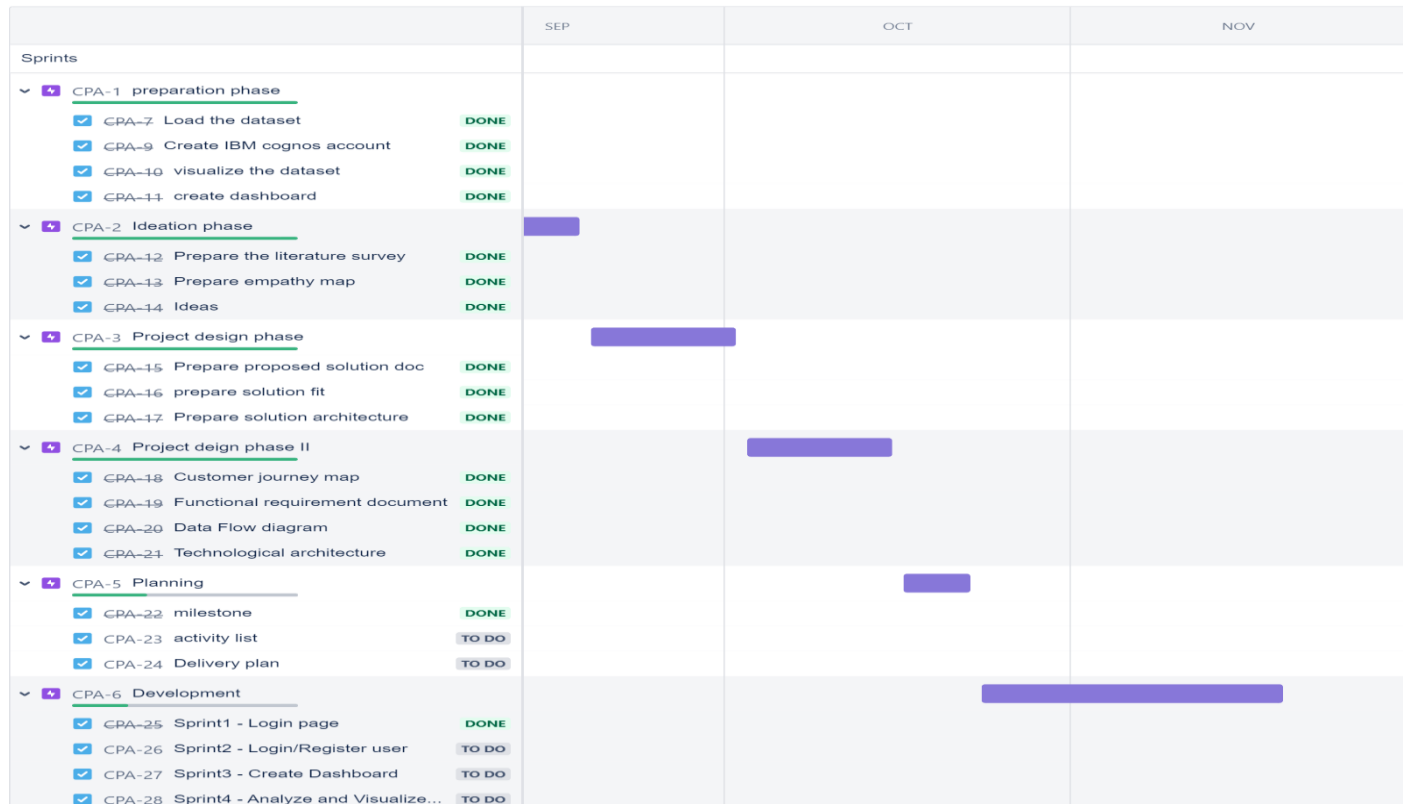 SEP OCT NOV
Sprints
CPA-1 preparation phase
CPA-7 Load the dataset DONE
CPA-9 Create IBM cognos account DONE
CPA-10 visualize the dataset DONE
CPA-11 create dashboard DONE
CPA-2 Ideation phase
CPA-12 Prepare the literature survey DONE
CPA-13 Prepare empathy map DONE
CPA-14 Ideas DONE
CPA-3 Project design phase
CPA-15 Prepare proposed solution doc DONE
CPA-16 prepare solution fit DONE
CPA-17 Prepare solution architecture DONE
CPA-4 Project deign phase II
CPA-18 Customer journey map DONE
CPA-19 Functional requirement document DONE
CPA-20 Data Flow diagram DONE
CPA-21 Technological architecture DONE
CPA-5 Planning
CPA-22 milestone DONE
CPA-23 activity list TO DO
CPA-24 Delivery plan TO DO
CPA-6 Development
CPA-25 Sprint1 - Login page DONE
CPA-26 Sprint2 - Login/Register user TO DO
CPA-27 Sprint3 - Create Dashboard TO DO
CPA-28 Sprint4 - Analyze and Visualize... TO DO